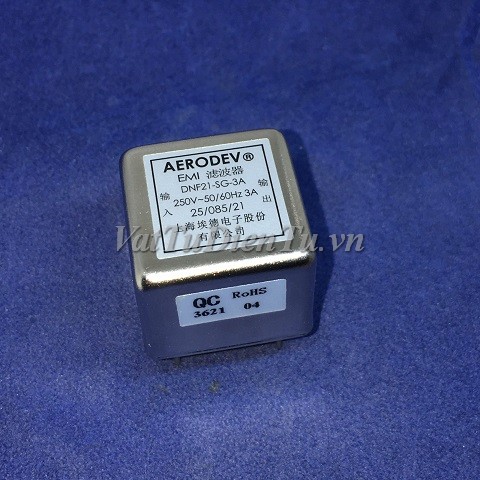 AERODEV®
EMI 滤波器
DNF21-SG-3A
输入 250V~50/60Hz 3A 输出
25/085/21
上海埃德电子股份
有限公司
VatTuDienTu.vn
QC RoHS
3621 04